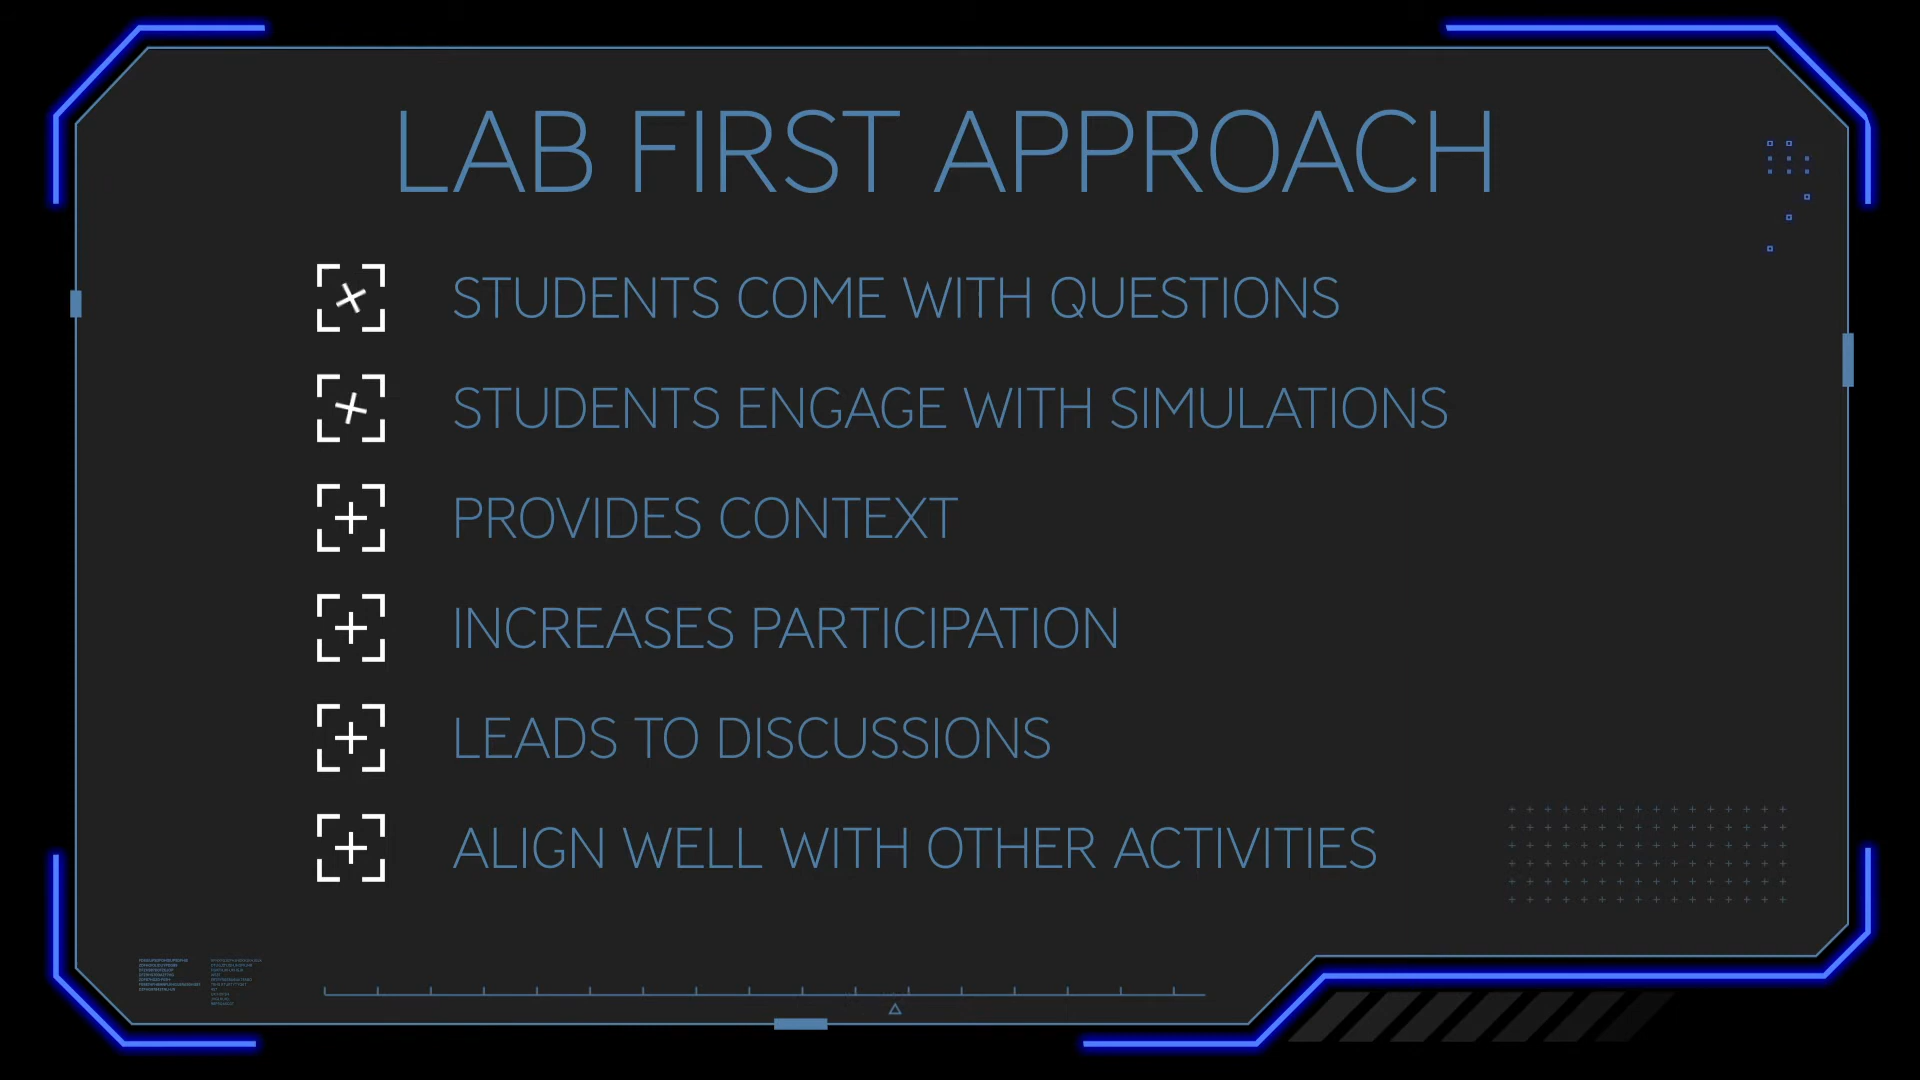 LAB FIRST APPROACH
STUDENTS COME WITH QUESTIONS
STUDENTS ENGAGE WITH SIMULATIONS
PROVIDES CONTEXT
INCREASES PARTICIPATION
LEADS TO DISCUSSIONS
ALIGN WELL WITH OTHER ACTIVITIES